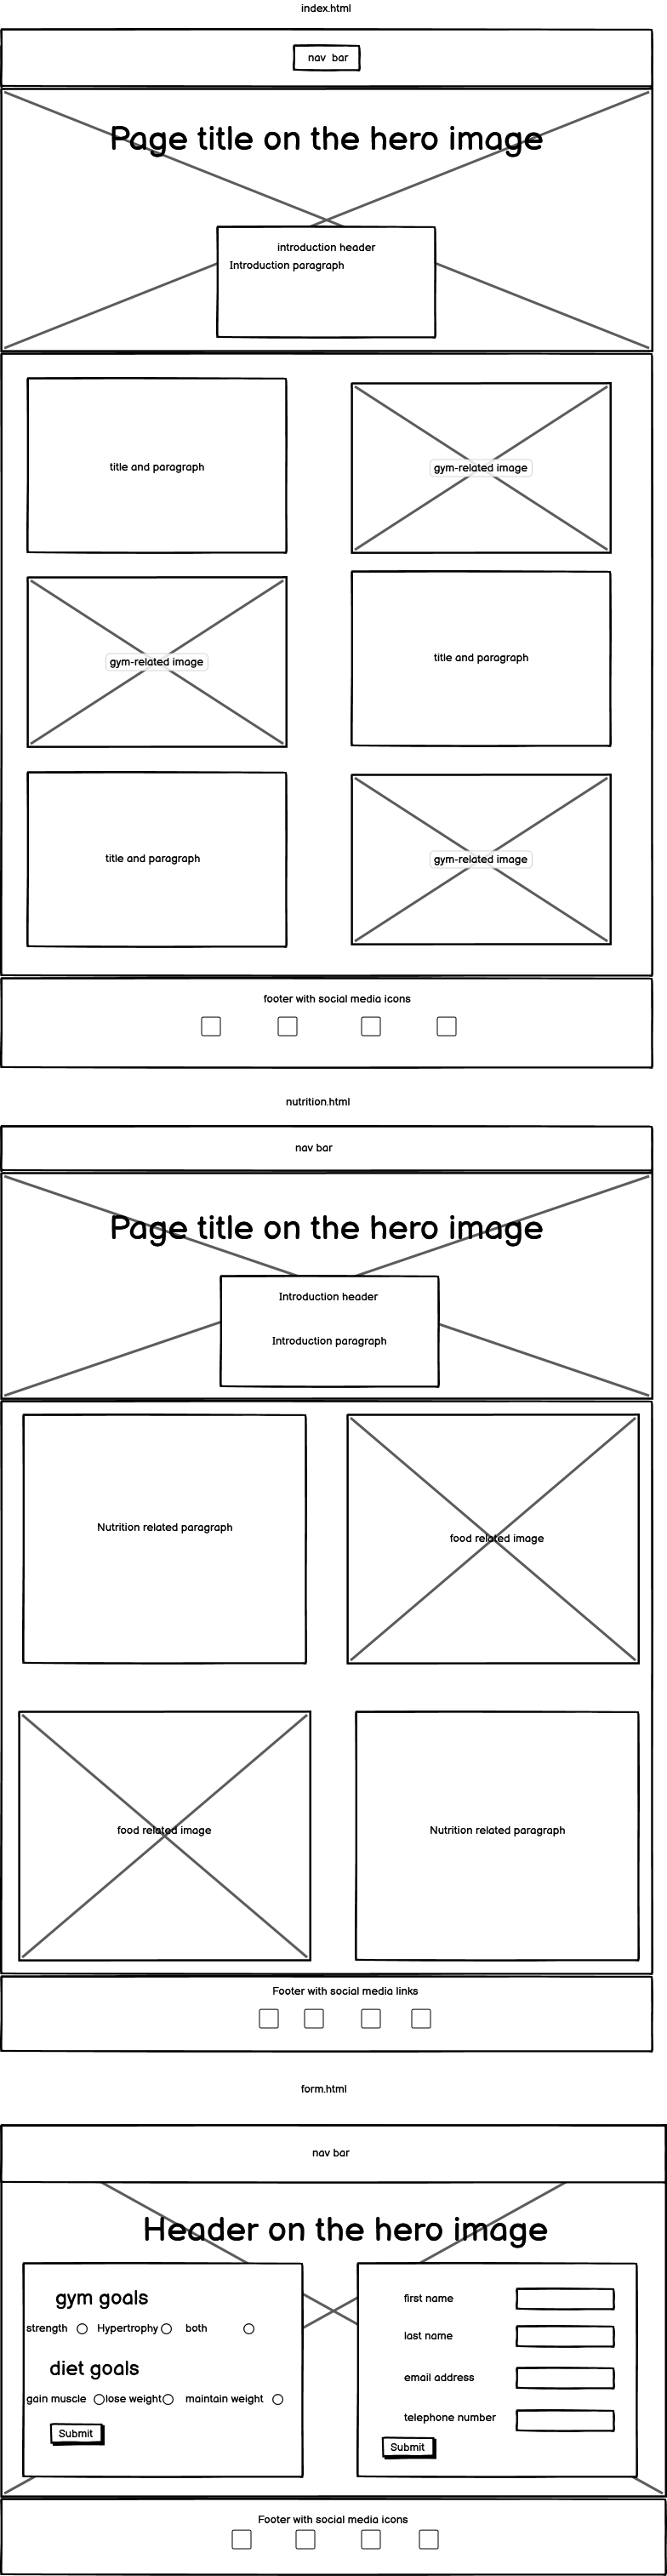 index.html
nav bar
Page title on the hero image
introduction header
Introduction paragraph
title and paragraph
gym-related image
gym-related image
title and paragraph
title and paragraph
gym-related image
footer with social media icons
nutrition.html
nav bar
Page title on the hero image
Introduction header
Introduction paragraph
Nutrition related paragraph
food related image
food related image
Nutrition related paragraph
Footer with social media links
form.html
nav bar
Header on the hero image
gym goals
strength Hypertrophy both
diet goals
gain muscle lose weight maintain weight
Submit
first name
last name
email address
telephone number
Submit
Footer with social media icons